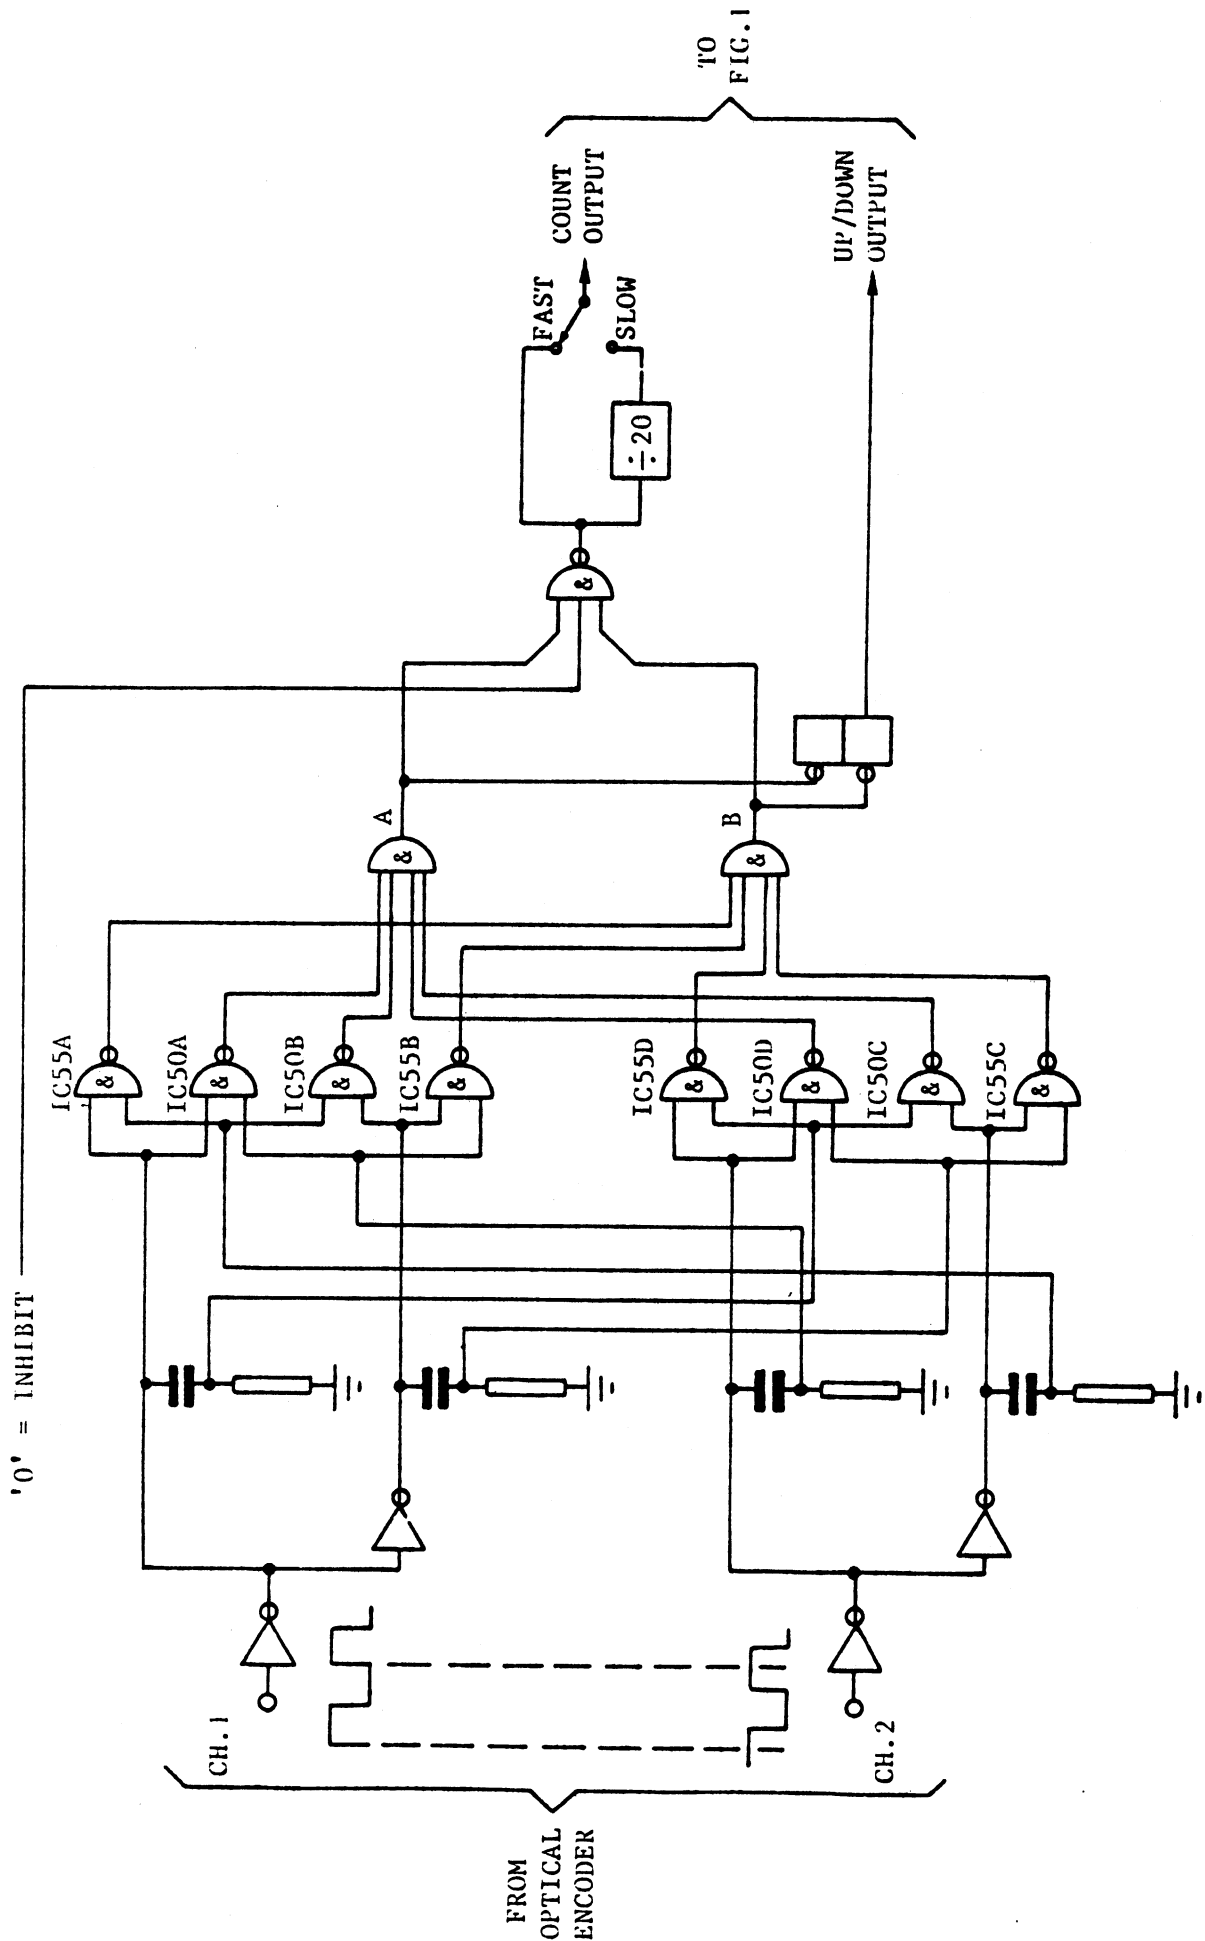 '0' = INHIBIT
FROM
OPTICAL
ENCODER
CH.1
CH.2
IC55A
IC50A
IC50B
IC55B
IC55D
IC50D
IC50C
IC55C
&
&
&
&
&
&
&
&
A
&
B
&
&
÷20
FAST
SLOW
COUNT
OUTPUT
UP/DOWN
OUTPUT
TO
FIG.1